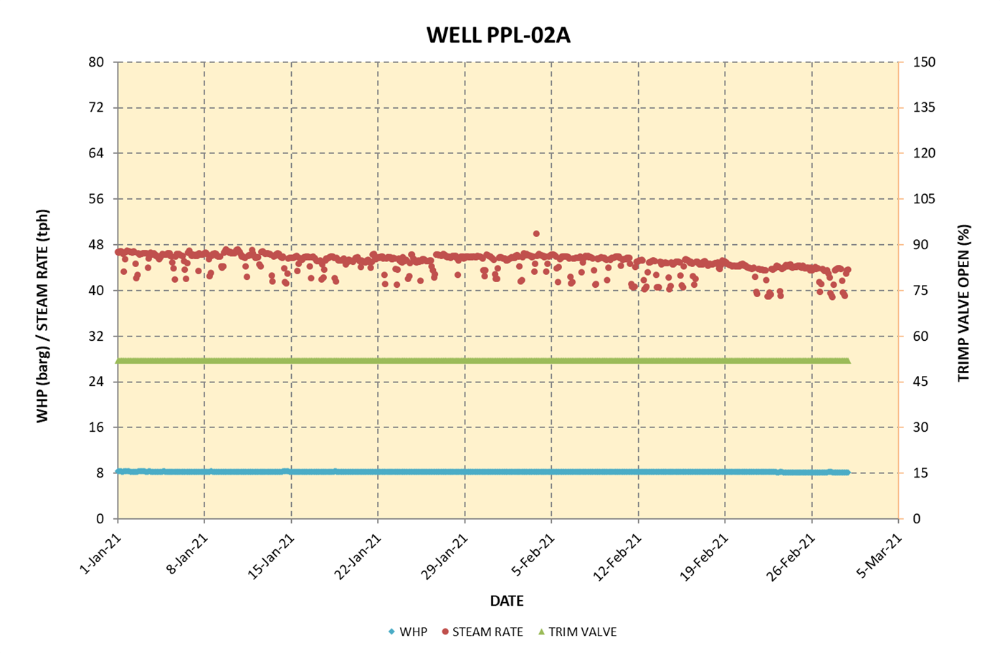 WELL PPL-02A
80
72
64
56
48
40
32
24
16
8
0
WHP (barg) / STEAM RATE (tph)
150
135
120
105
90
75
60
45
30
15
0
TRIMP VALVE OPEN (%)
1-Jan-21
8-Jan-21
15-Jan-21
22-Jan-21
29-Jan-21
5-Feb-21
12-Feb-21
19-Feb-21
26-Feb-21
5-Mar-21
DATE
WHP STEAM RATE TRIM VALVE